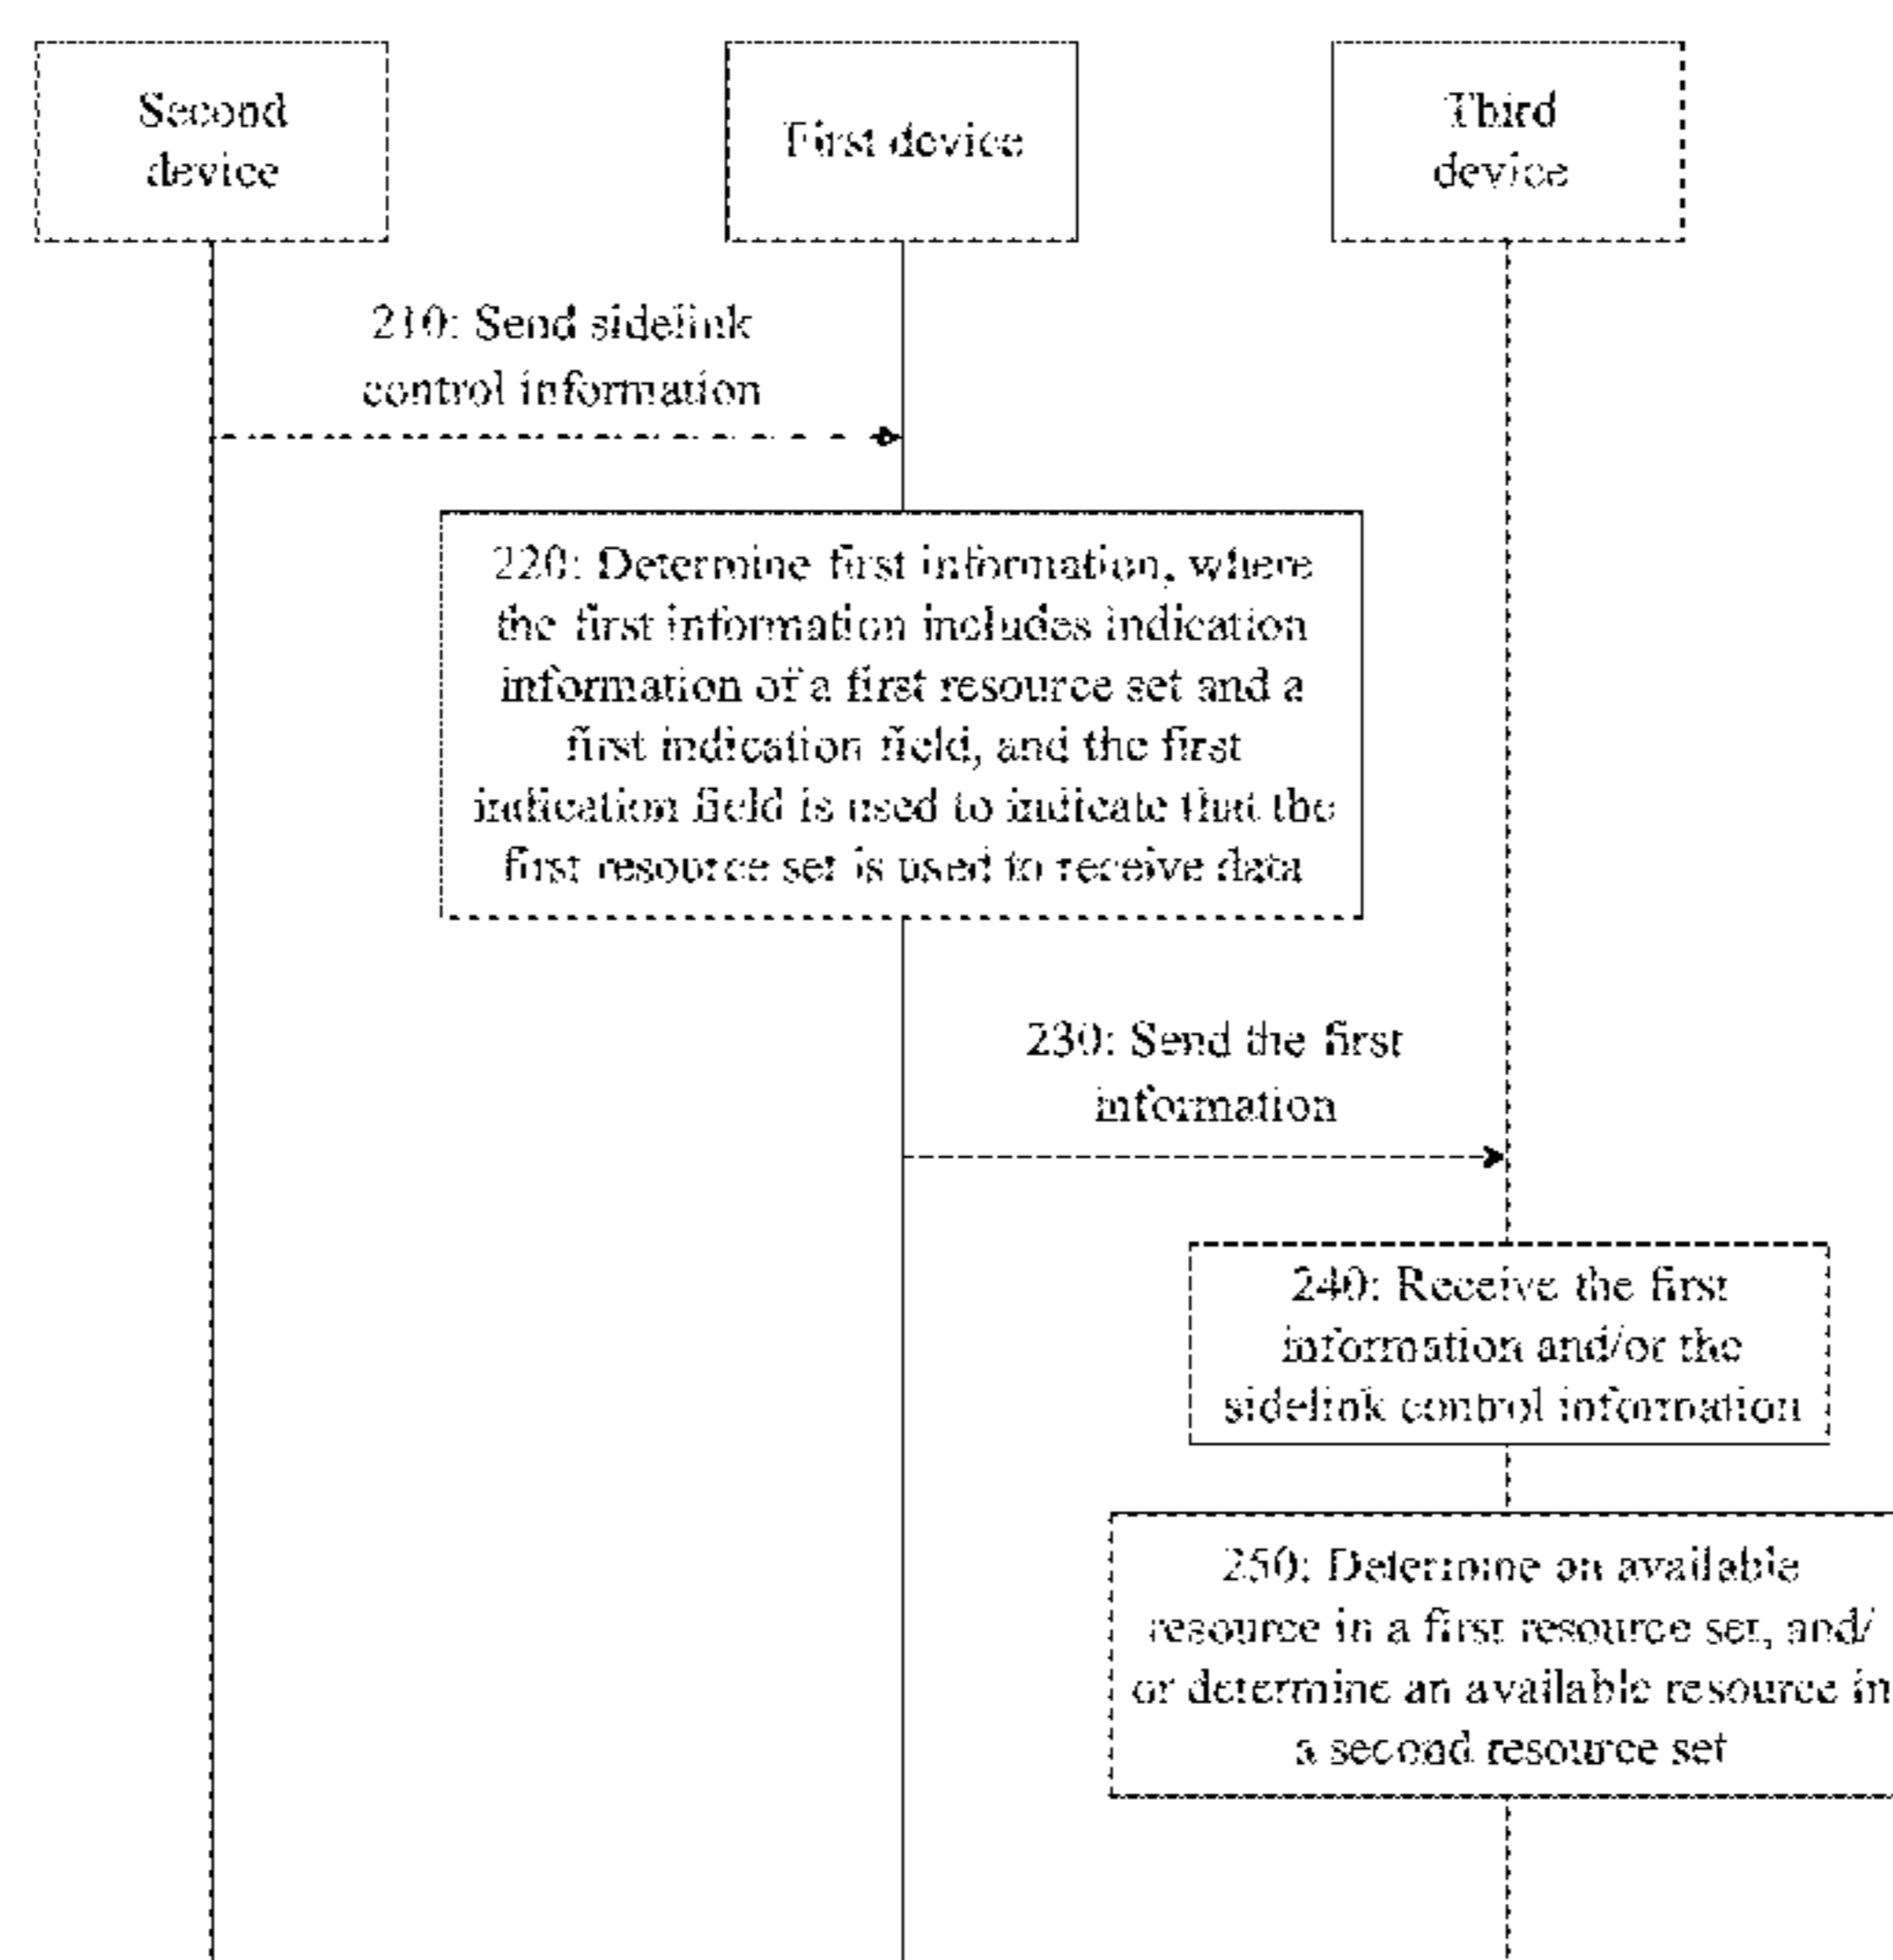 Second
device
First device
Third
device
210: Send sidelink
control information
220: Determine first information, where
the first information includes indication
information of a first resource set and a
first indication field, and the first
indication field is used to indicate that the
first resource set is used to receive data
230: Send the first
information
240: Receive the first
information and/or the
sidelink control information
250: Determine an available
resource in a first resource set, and/
or determine an available resource in
a second resource set